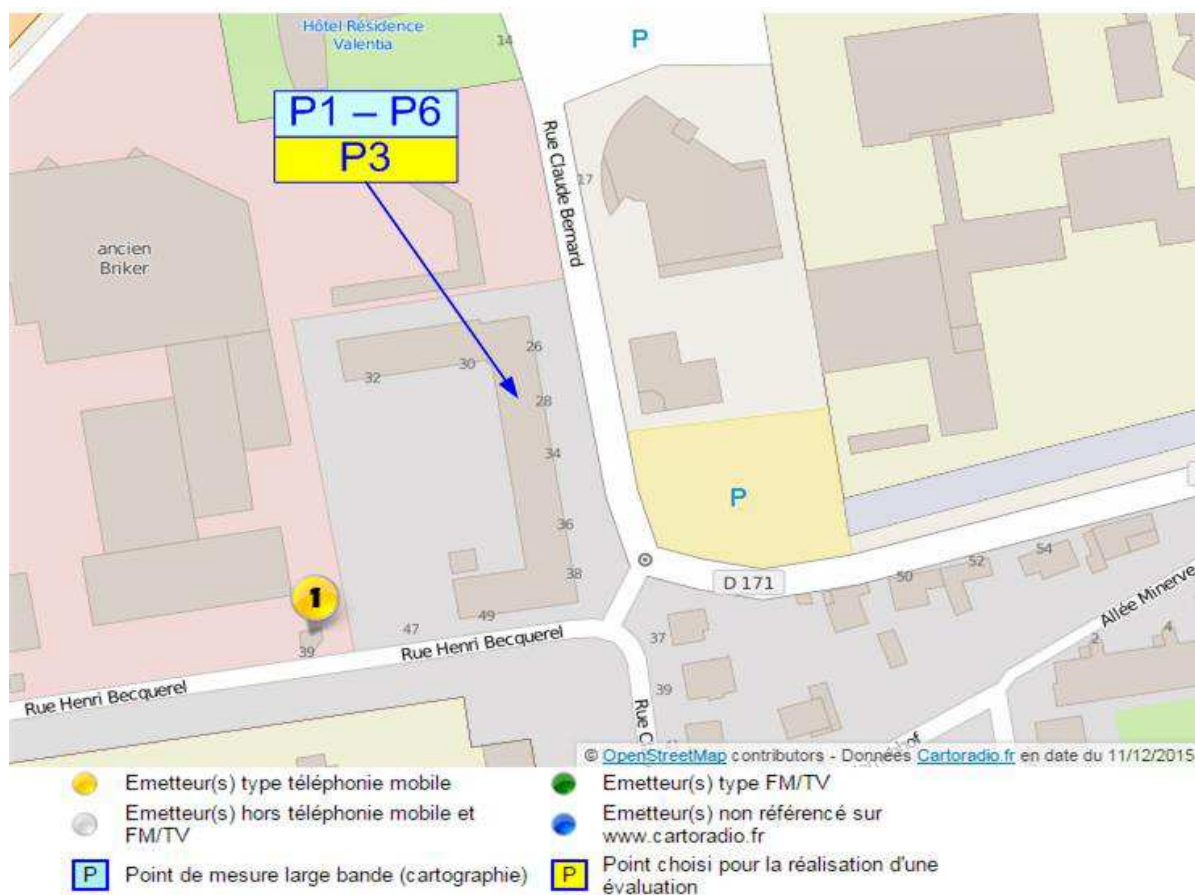 Hôtel Résidence
Valentia
14
P
P1 – P6
P3
Rue Claude Bernard
17
ancien
Briker
26
30
32
28
34
P
36
38
D 171
54
52
50
Allée Minerve
1
49
47
39
Rue Henri Becquerel
Rue Henri Becquerel
37
39
2
4
Rue C
© OpenStreetMap contributors - Données Cartoradio.fr en date du 11/12/2015
Emetteur(s) type téléphonie mobile
Emetteur(s) type FM/TV
Emetteur(s) hors téléphonie mobile et
FM/TV
Emetteur(s) non référencé sur
www.cartoradio.fr
P Point de mesure large bande (cartographie)
P Point choisi pour la réalisation d'une
évaluation